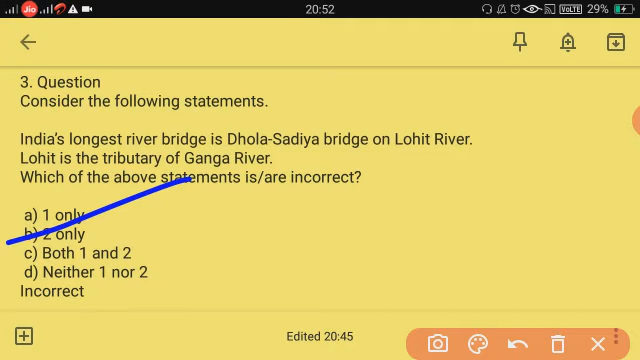 Jio
20:52
VoLTE 29%
3. Question
Consider the following statements.
India's longest river bridge is Dhola-Sadiya bridge on Lohit River.
Lohit is the tributary of Ganga River.
Which of the above statements is/are incorrect?
a) 1 only
b) 2 only
c) Both 1 and 2
d) Neither 1 nor 2
Incorrect
Edited 20:45